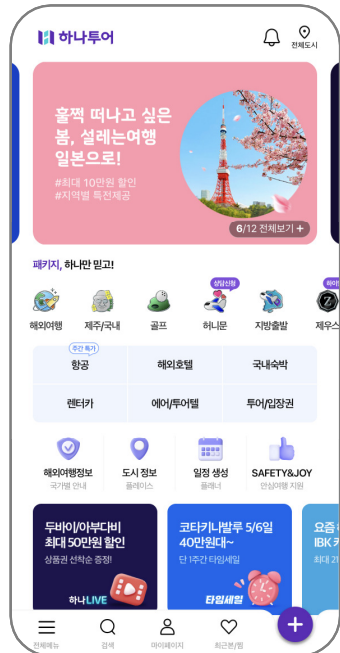 하나투어
전체도시
훌쩍 떠나고 싶은
봄, 설레는여행
일본으로!
#최대 10만원 할인
#지역별 특전제공
6/12 전체보기 +
패키지, 하나만 믿고!
상담신청
해외여행 제주/국내 골프 허니문 지방출발 제우스
주간 특가
항공 해외호텔 국내숙박
렌터카 에어/투어텔 투어/입장권
해외여행정보 도시 정보 일정 생성 SAFETY&JOY
국가별 안내 플레이스 플래너 안심여행 지원
두바이/아부다비
최대 50만원 할인
상품권 선착순 증정!
하나LIVE
코타키나발루 5/6일
40만원대~
단 1주간 타임세일
타임세일
요즘
IBK
최대 21
전체메뉴 검색 마이페이지 최근본/찜
+